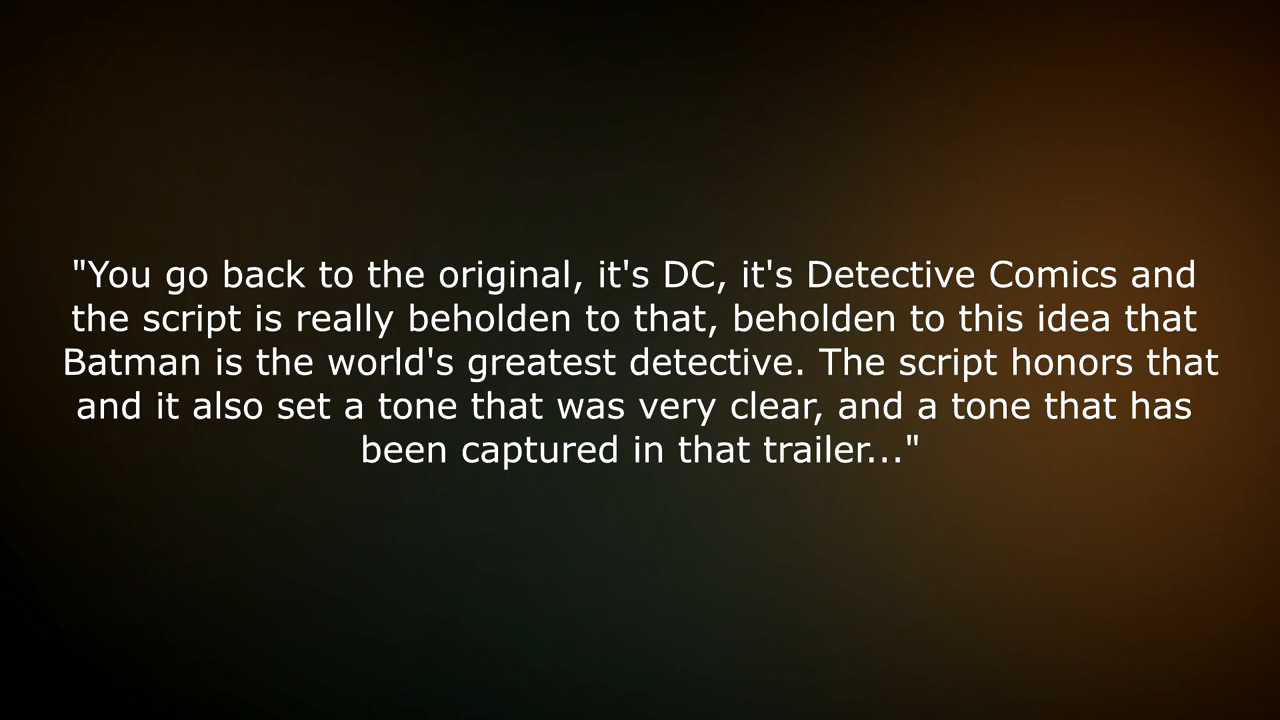 "You go back to the original, it's DC, it's Detective Comics and
the script is really beholden to that, beholden to this idea that
Batman is the world's greatest detective. The script honors that
and it also set a tone that was very clear, and a tone that has
been captured in that trailer..."